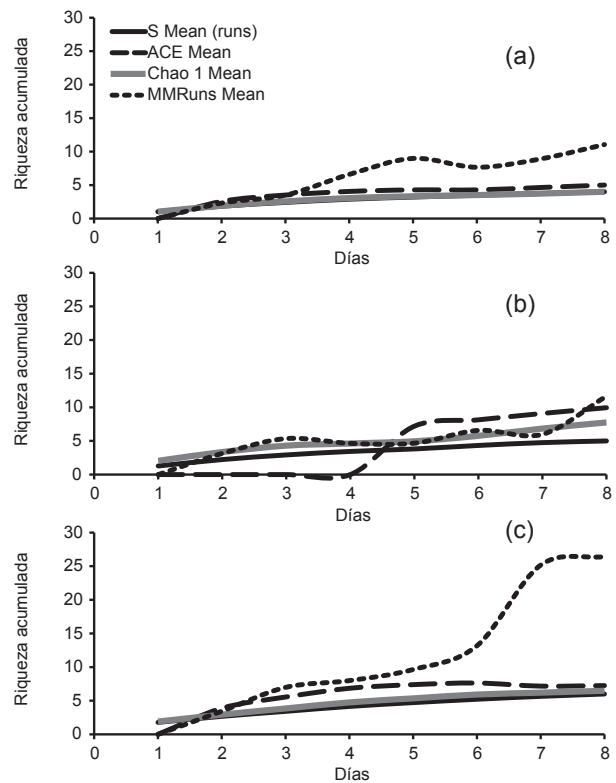 30
25
20
15
10
5
0
Riqueza acumulada
S Mean (runs)
ACE Mean
Chao 1 Mean
MMRuns Mean
(a)
0 1 2 3 4 5 6 7 8
Días
30
25
20
15
10
5
0
Riqueza acumulada
(b)
0 1 2 3 4 5 6 7 8
Días
30
25
20
15
10
5
0
Riqueza acumulada
(c)
0 1 2 3 4 5 6 7 8
Días